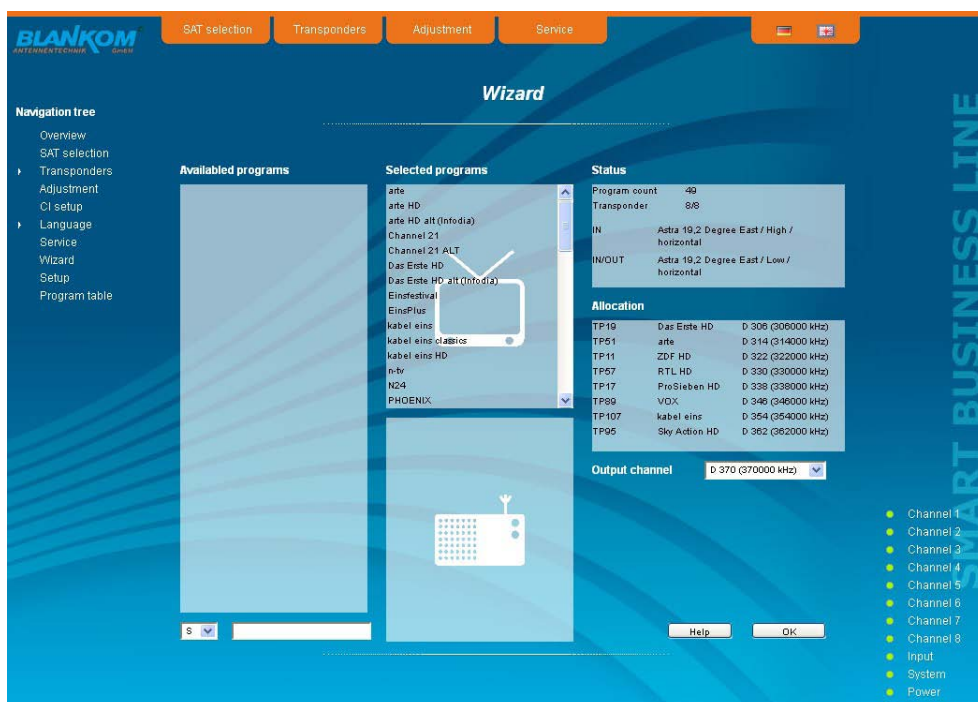 BLANKOM
ANTENNENTECHNIK GmbH
SAT selection
Transponders
Adjustment
Service
Wizard
Navigation tree
Overview
SAT selection
Transponders
Adjustment
CI setup
Language
Service
Wizard
Setup
Program table
Availabled programs
S
Selected programs
arte
arte HD
arte HD alt (Infodia)
Channel 21
Channel 21 ALT
Das Erste HD
Das Erste HD alt (Infodia)
Einsfestival
EinsPlus
kabel eins
kabel eins classics
kabel eins HD
n-tv
N24
PHOENIX
Status
Program count 49
Transponder 8/8
IN Astra 19,2 Degree East / High /
horizontal
IN/OUT Astra 19,2 Degree East / Low /
horizontal
Allocation
TP19 Das Erste HD D 306 (306000 kHz)
TP51 arte D 314 (314000 kHz)
TP11 ZDF HD D 322 (322000 kHz)
TP57 RTL HD D 330 (330000 kHz)
TP17 ProSieben HD D 338 (338000 kHz)
TP89 VOX D 346 (346000 kHz)
TP107 kabel eins D 354 (354000 kHz)
TP95 Sky Action HD D 362 (362000 kHz)
Output channel D 370 (370000 kHz)
Help OK
SMART BUSINESS LINE
Channel 1
Channel 2
Channel 3
Channel 4
Channel 5
Channel 6
Channel 7
Channel 8
Input
System
Power